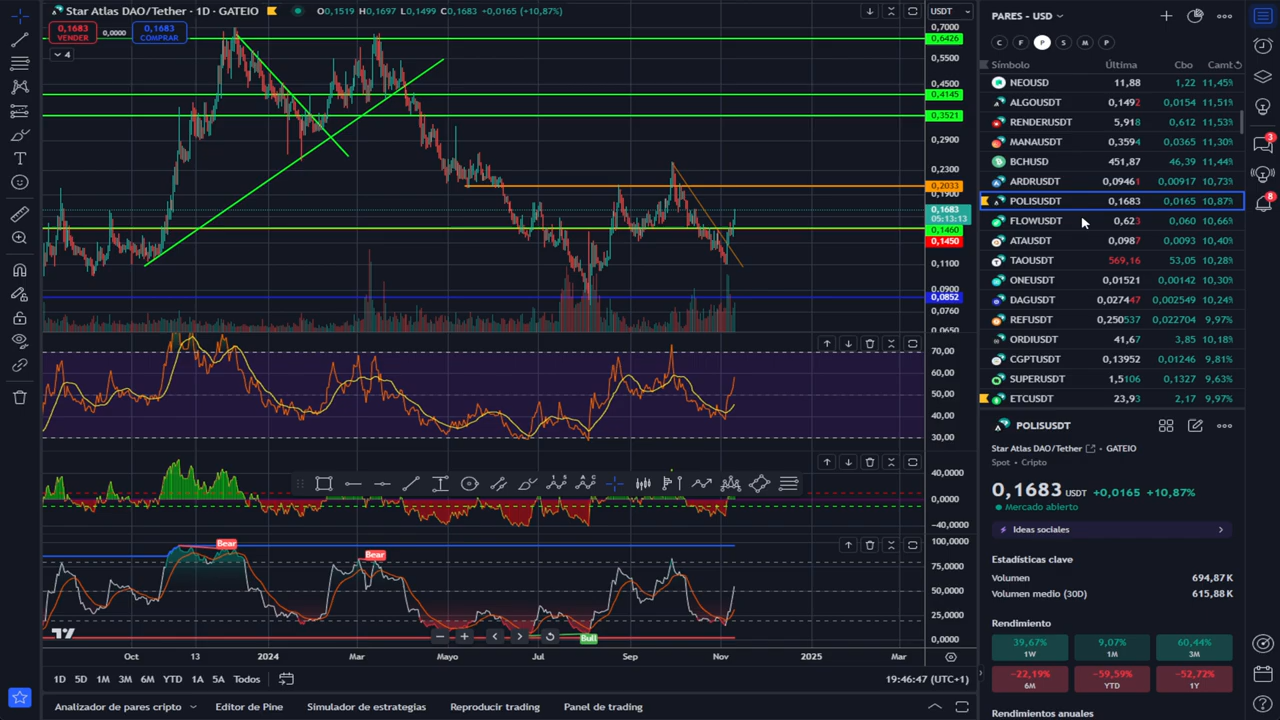 Star Atlas DAO/Tether · 1D · GATEIO
O0,1519 H0,1697 L0,1499 C0,1683 +0,0165 (+10,87%)
0,1683
VENDER
0,0000
0,1683
COMPRAR
4
USDT
0,7000
0,6426
0,5500
0,4500
0,4145
0,3521
0,2900
0,2300
0,2033
0,1900
0,1683
05:13:13
0,1460
0,1450
0,1100
0,0900
0,0852
0,0760
0,0650
70,00
60,00
50,00
40,00
30,00
40,0000
0,0000
−40,0000
Bear
Bear
Bull
100,0000
75,0000
50,0000
25,0000
0,0000
Oct
13
2024
Mar
Mayo
Jul
Sep
Nov
2025
Mar
1D 5D 1M 3M 6M YTD 1A 5A Todos
19:46:47 (UTC+1)
Analizador de pares cripto
Editor de Pine
Simulador de estrategias
Reproducir trading
Panel de trading
PARES - USD
C F P S M P
Símbolo Última Cbo Camt
NEOUSD 11,88 1,22 11,45%
ALGOUSDT 0,1492 0,0154 11,51%
RENDERUSDT 5,918 0,612 11,53%
MANAUSDT 0,3594 0,0365 11,30%
BCHUSD 451,87 46,39 11,44%
ARDRUSDT 0,09461 0,00917 10,73%
POLISUSDT 0,1683 0,0165 10,87%
FLOWUSDT 0,623 0,060 10,66%
ATAUSDT 0,0987 0,0093 10,40%
TAOUSDT 569,16 53,05 10,28%
ONEUSDT 0,01521 0,00142 10,30%
DAGUSDT 0,027447 0,002549 10,24%
REFUSDT 0,250537 0,022704 9,97%
ORDIUSDT 41,67 3,85 10,18%
CGPTUSDT 0,13952 0,01246 9,81%
SUPERUSDT 1,5106 0,1327 9,63%
ETCUSDT 23,93 2,17 9,97%
POLISUSDT
Star Atlas DAO/Tether · GATEIO
Spot • Cripto
0,1683 USDT +0,0165 +10,87%
Mercado abierto
Ideas sociales
Estadísticas clave
Volumen 694,87 K
Volumen medio (30D) 615,88 K
Rendimiento
39,67%
1W
9,07%
1M
60,44%
3M
−22,19%
6M
−59,59%
YTD
−52,72%
1Y
Rendimientos anuales
3
8